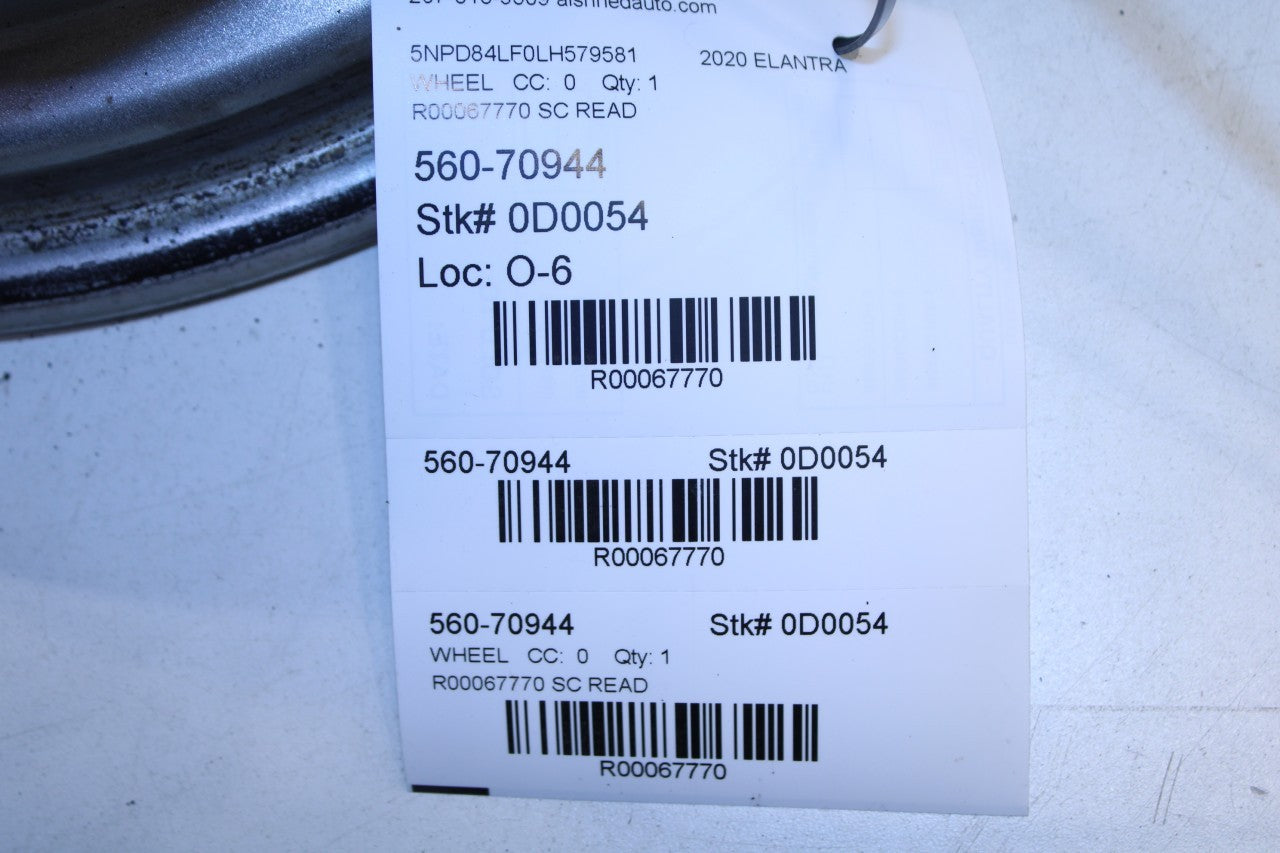 5NPD84LF0LH579581 2020 ELANTRA
WHEEL CC: 0 Qty: 1
R00067770 SC READ
560-70944
Stk# 0D0054
Loc: O-6
R00067770
560-70944 Stk# 0D0054
R00067770
560-70944 Stk# 0D0054
WHEEL CC: 0 Qty: 1
R00067770 SC READ
R00067770